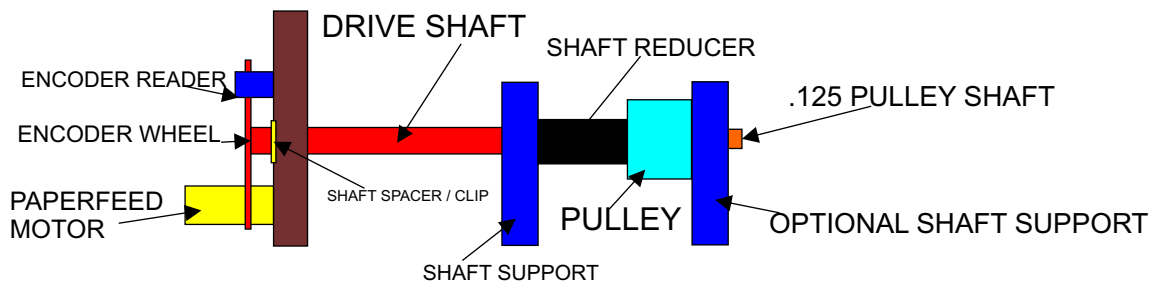 DRIVE SHAFT
SHAFT REDUCER
ENCODER READER
.125 PULLEY SHAFT
ENCODER WHEEL
SHAFT SPACER / CLIP
PAPERFEED
MOTOR
PULLEY
OPTIONAL SHAFT SUPPORT
SHAFT SUPPORT